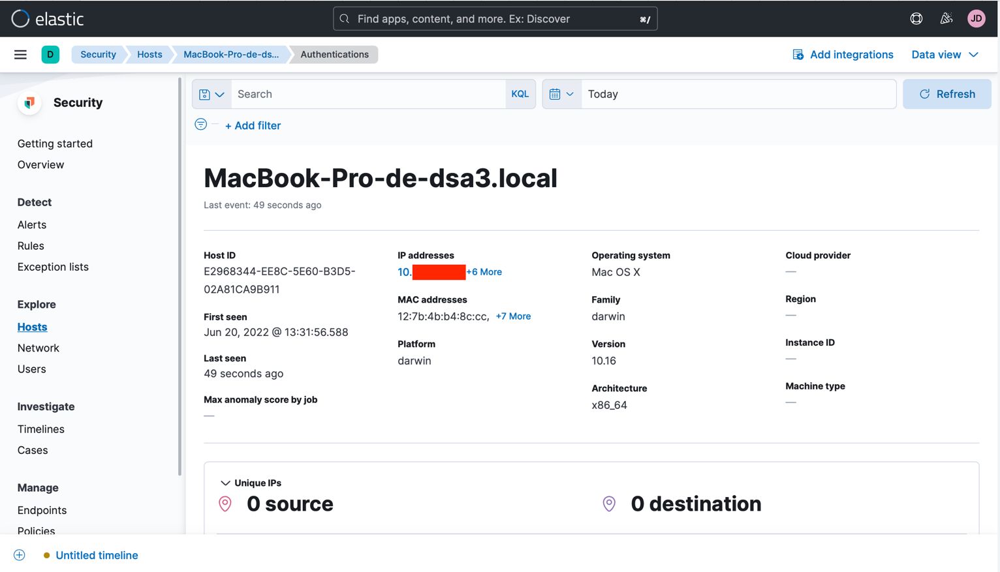 elastic
Find apps, content, and more. Ex: Discover
⌘/
JD
D
Security
Hosts
MacBook-Pro-de-ds...
Authentications
Add integrations
Data view
Security
Search
KQL
Today
Refresh
+ Add filter
Getting started
Overview
Detect
Alerts
Rules
Exception lists
Explore
Hosts
Network
Users
Investigate
Timelines
Cases
Manage
Endpoints
Policies
MacBook-Pro-de-dsa3.local
Last event: 49 seconds ago
Host ID
E2968344-EE8C-5E60-B3D5-
02A81CA9B911
First seen
Jun 20, 2022 @ 13:31:56.588
Last seen
49 seconds ago
Max anomaly score by job
—
IP addresses
10. +6 More
MAC addresses
12:7b:4b:b4:8c:cc, +7 More
Platform
darwin
Operating system
Mac OS X
Family
darwin
Version
10.16
Architecture
x86_64
Cloud provider
—
Region
—
Instance ID
—
Machine type
—
Unique IPs
0 source
0 destination
Untitled timeline